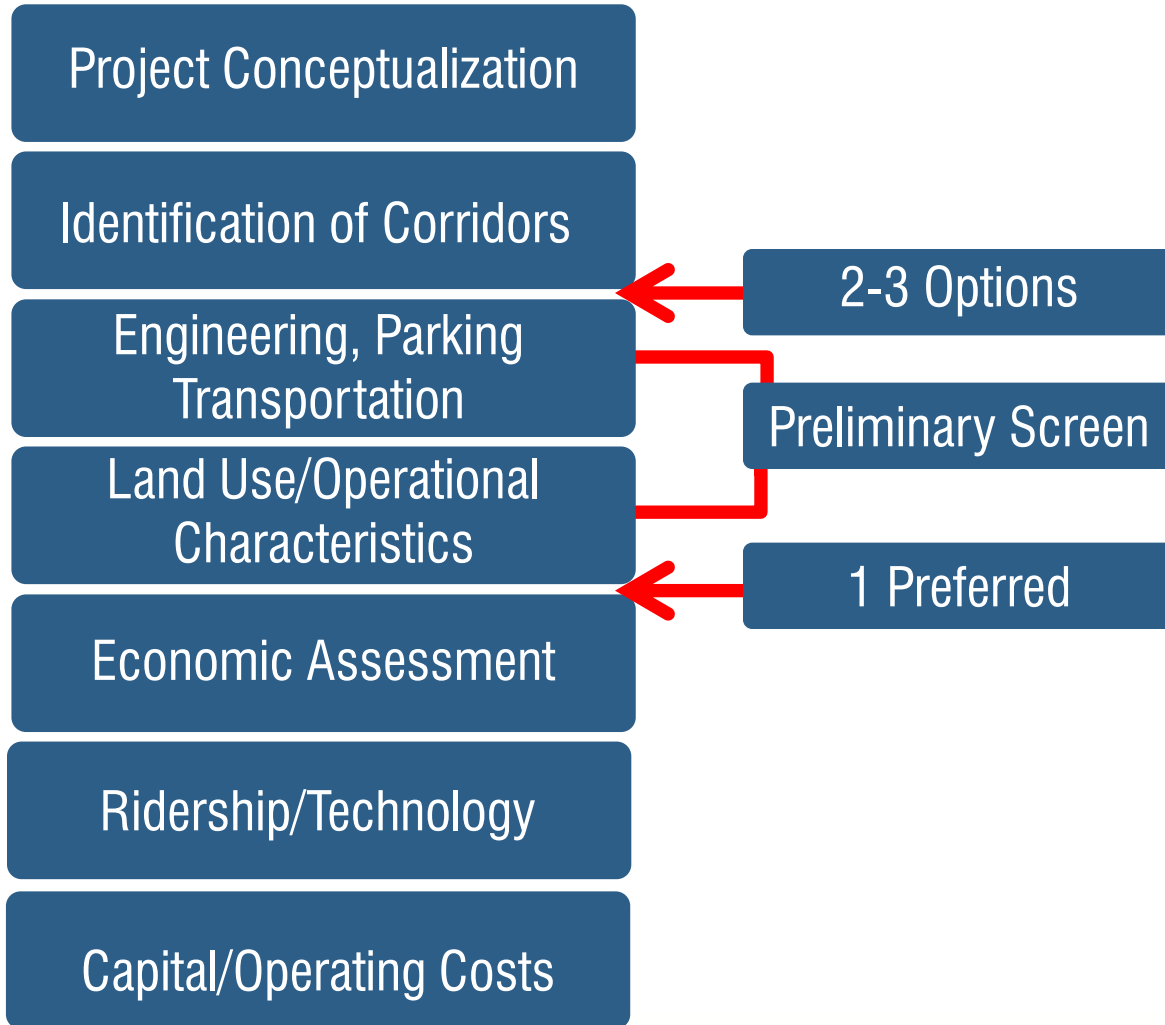 Project Conceptualization
Identification of Corridors
2-3 Options
Engineering, Parking
Transportation
Preliminary Screen
Land Use/Operational
Characteristics
1 Preferred
Economic Assessment
Ridership/Technology
Capital/Operating Costs